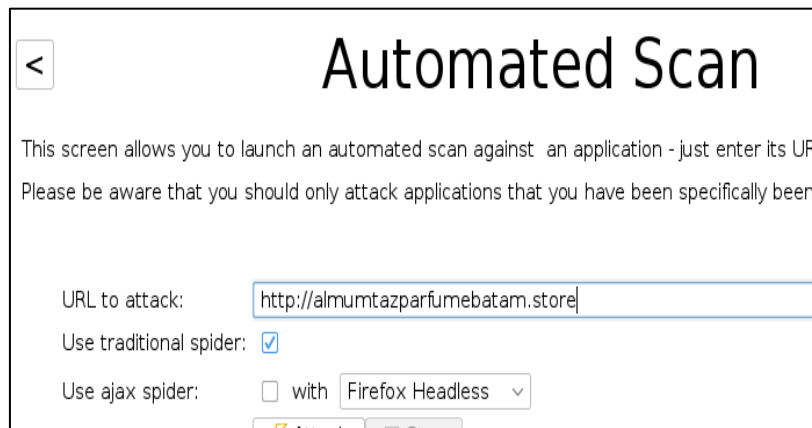 <
Automated Scan
This screen allows you to launch an automated scan against an application - just enter its
Please be aware that you should only attack applications that you have been specifically been
URL to attack: http://almumtazparfumebatam.store
Use traditional spider:
Use ajax spider: with Firefox Headless